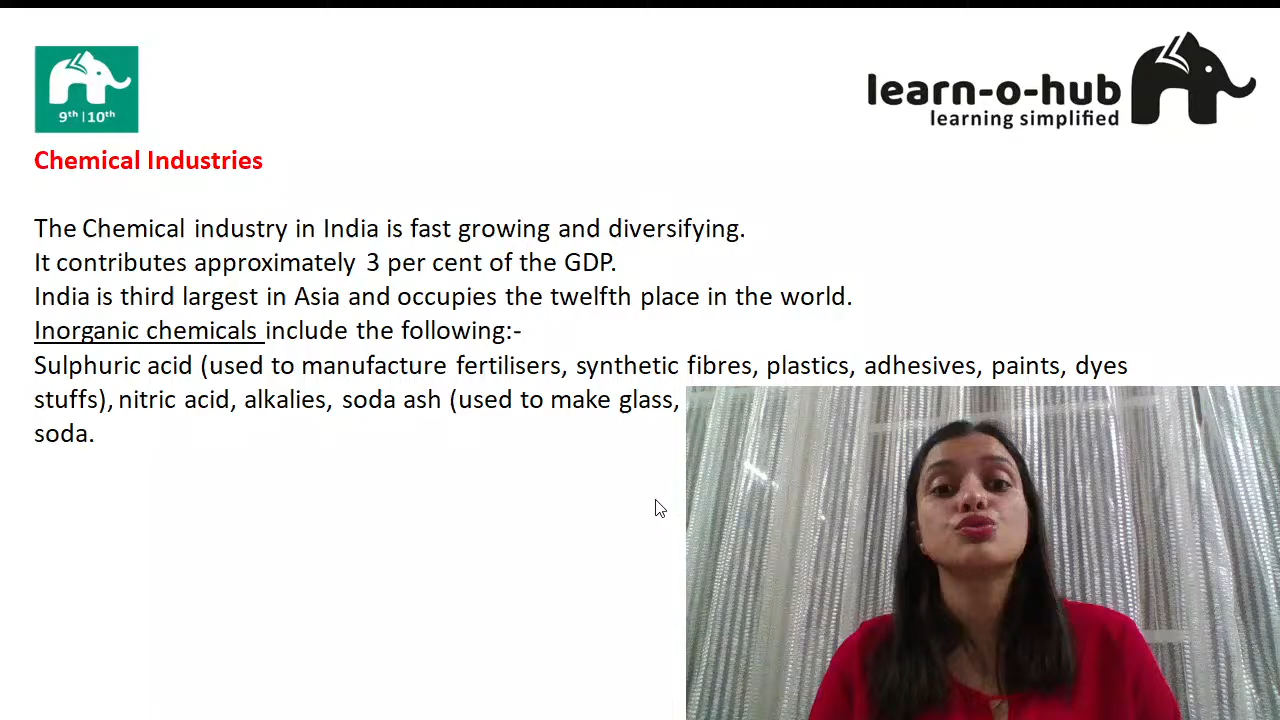 9th | 10th
learn-o-hub
learning simplified
Chemical Industries
The Chemical industry in India is fast growing and diversifying.
It contributes approximately 3 per cent of the GDP.
India is third largest in Asia and occupies the twelfth place in the world.
Inorganic chemicals include the following:-
Sulphuric acid (used to manufacture fertilisers, synthetic fibres, plastics, adhesives, paints, dyes
stuffs), nitric acid, alkalies, soda ash (used to make glass,
soda.